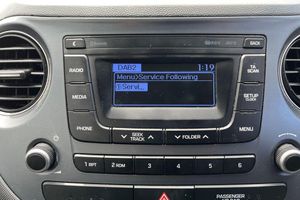 BACK
RADIO
DAB2 1:19
TA
SCAN
Menu>Service Following
MEDIA
Servi...
SETUP
CLOCK
PHONE
SEEK
TRACK
FOLDER
MENU
1 RPT
2 RDM
3
4
5
6
PASSENGER